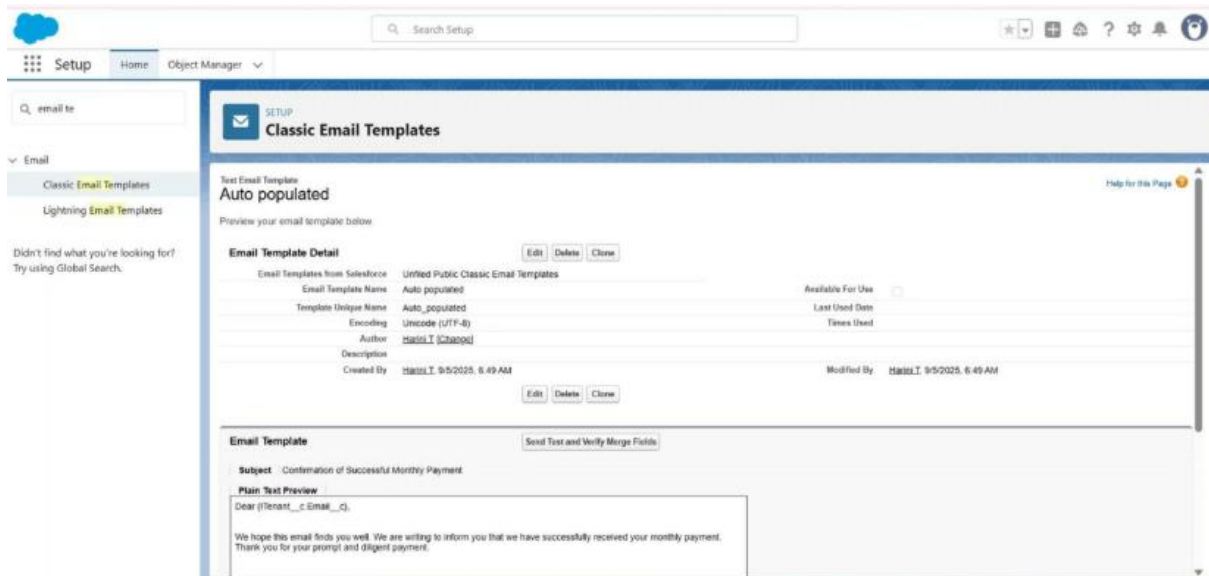 Search Setup
Setup Home Object Manager
email te
SETUP
Classic Email Templates
Email
Classic Email Templates
Lightning Email Templates
Didn't find what you're looking for?
Try using Global Search.
Text Email Template
Auto populated
Help for this Page
Preview your email template below.
Email Template Detail Edit Delete Clone
Email Templates from Salesforce Unfiled Public Classic Email Templates
Email Template Name Auto populated Available For Use
Template Unique Name Auto_populated Last Used Date
Encoding Unicode (UTF-8) Times Used
Author Harini T [Change]
Description
Created By Harini T, 9/5/2025, 6:49 AM Modified By Harini T, 9/5/2025, 6:49 AM
Edit Delete Clone
Email Template Send Test and Verify Merge Fields
Subject Confirmation of Successful Monthly Payment
Plain Text Preview
Dear {!Tenant__c.Email__c},
We hope this email finds you well. We are writing to inform you that we have successfully received your monthly payment.
Thank you for your prompt and diligent payment.